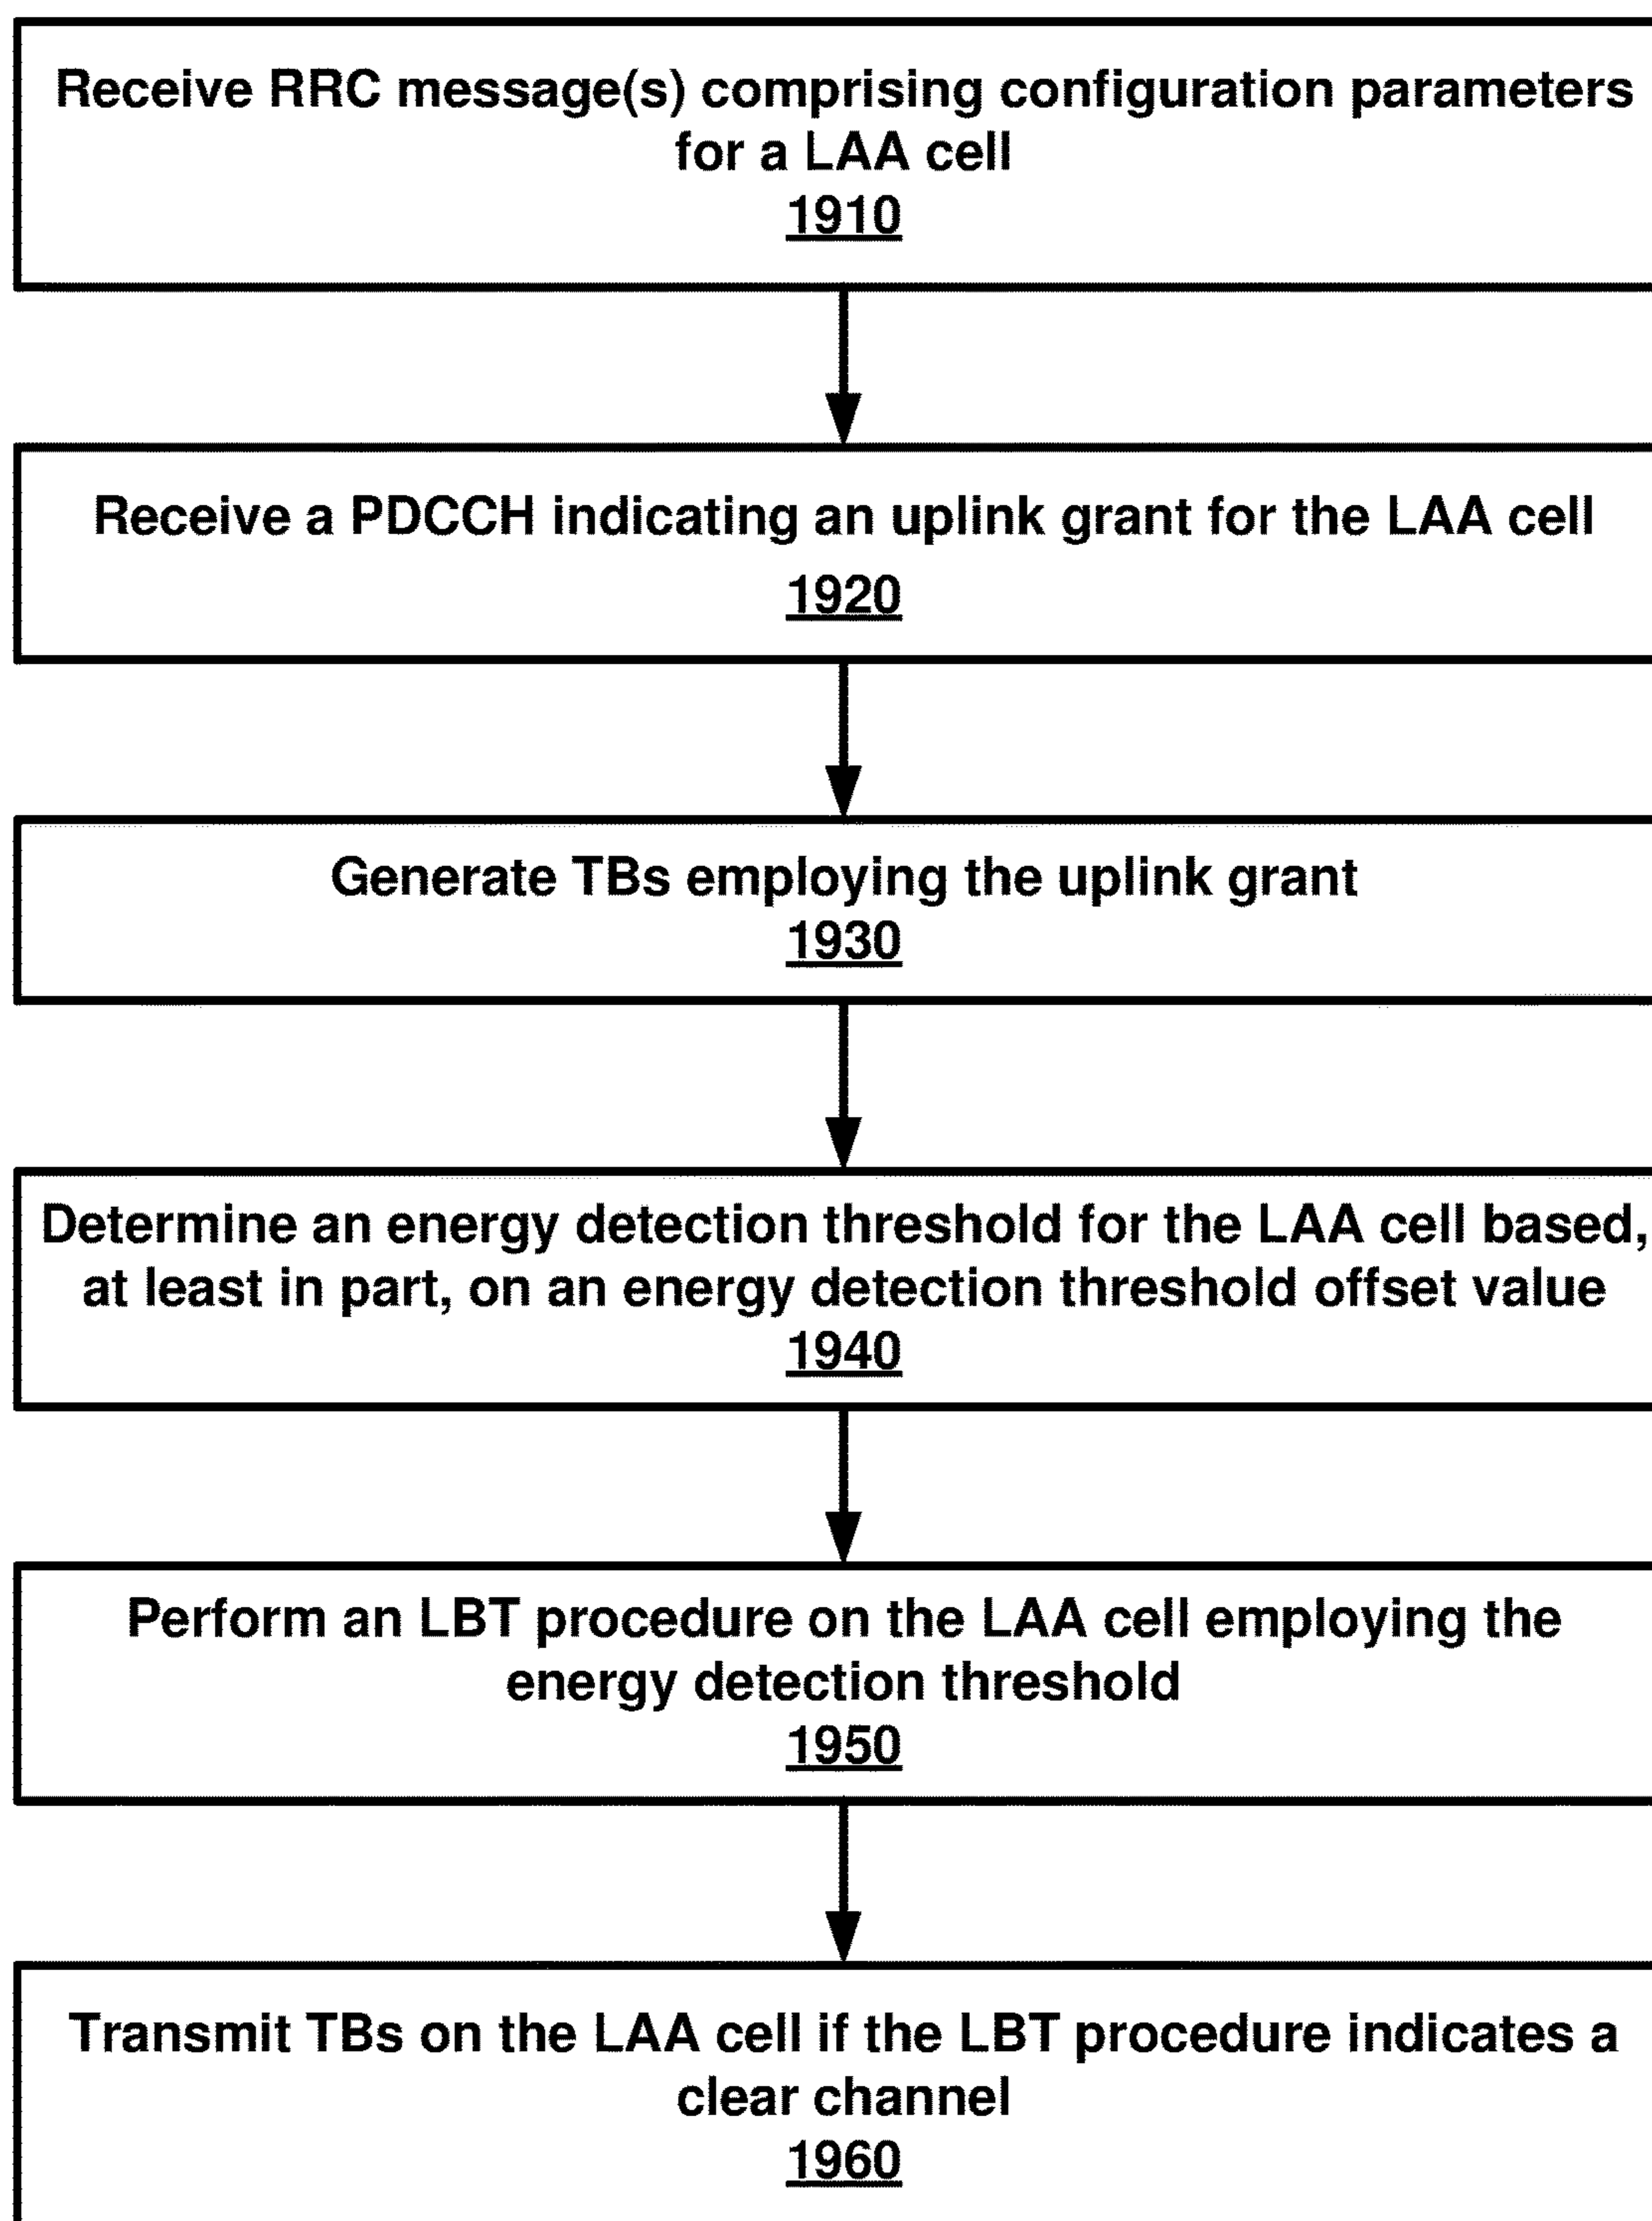 Receive RRC message(s) comprising configuration parameters
for a LAA cell
1910
Receive a PDCCH indicating an uplink grant for the LAA cell
1920
Generate TBs employing the uplink grant
1930
Determine an energy detection threshold for the LAA cell based,
at least in part, on an energy detection threshold offset value
1940
Perform an LBT procedure on the LAA cell employing the
energy detection threshold
1950
Transmit TBs on the LAA cell if the LBT procedure indicates a
clear channel
1960